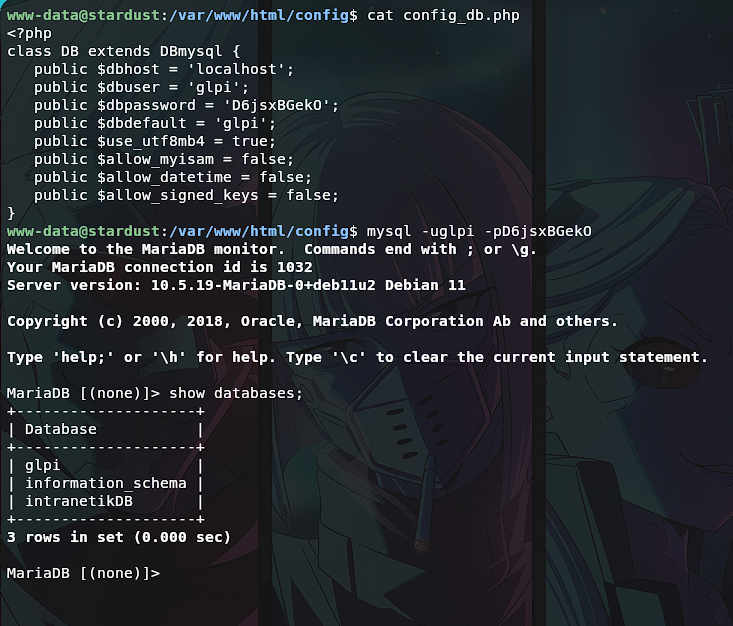 www-data@stardust:/var/www/html/config$ cat config_db.php
<?php
class DB extends DBmysql {
   public $dbhost = 'localhost';
   public $dbuser = 'glpi';
   public $dbpassword = 'D6jsxBGekO';
   public $dbdefault = 'glpi';
   public $use_utf8mb4 = true;
   public $allow_myisam = false;
   public $allow_datetime = false;
   public $allow_signed_keys = false;
}
www-data@stardust:/var/www/html/config$ mysql -uglpi -pD6jsxBGekO
Welcome to the MariaDB monitor.  Commands end with ; or \g.
Your MariaDB connection id is 1032
Server version: 10.5.19-MariaDB-0+deb11u2 Debian 11

Copyright (c) 2000, 2018, Oracle, MariaDB Corporation Ab and others.

Type 'help;' or '\h' for help. Type '\c' to clear the current input statement.

MariaDB [(none)]> show databases;
+--------------------+
| Database           |
+--------------------+
| glpi               |
| information_schema |
| intranetikDB       |
+--------------------+
3 rows in set (0.000 sec)

MariaDB [(none)]>